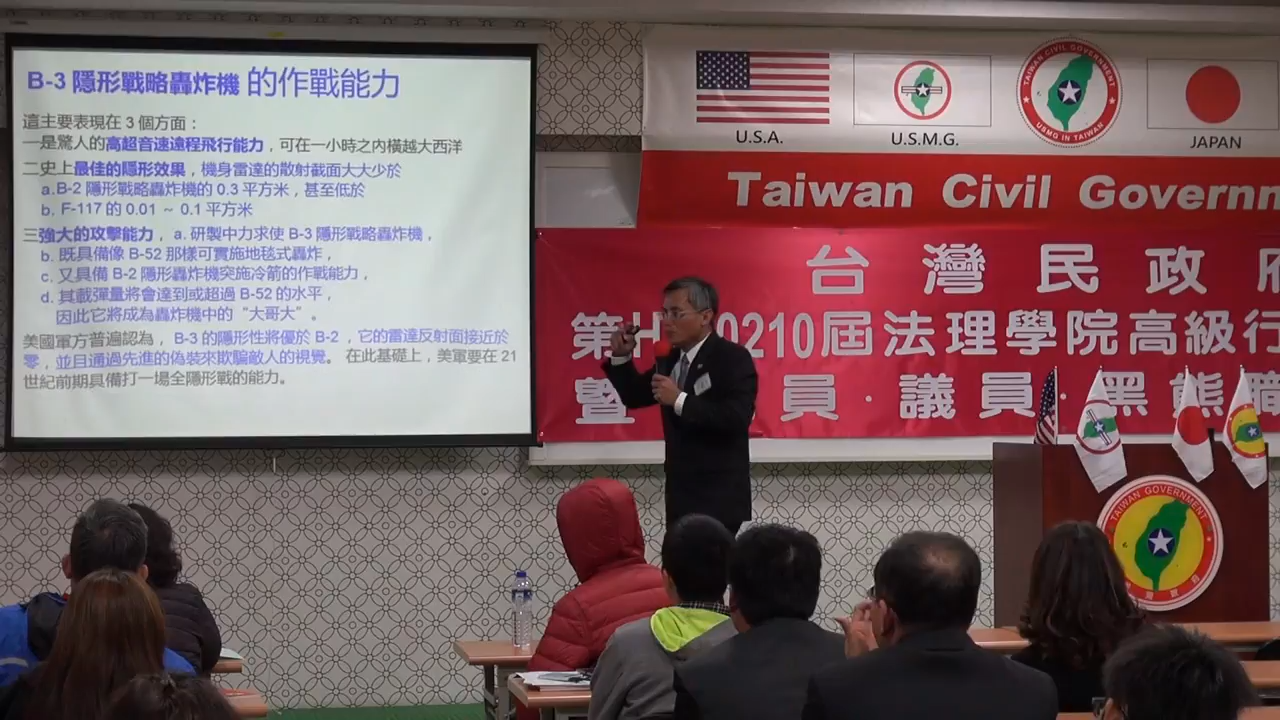 B-3 隱形戰略轟炸機 的作戰能力
這主要表現在 3 個方面：
一是驚人的高超音速遠程飛行能力，可在一小時之內橫越大西洋
二史上最佳的隱形效果，機身雷達的散射截面大大少於
a. B-2 隱形戰略轟炸機的 0.3 平方米，甚至低於
b. F-117 的 0.01 ～ 0.1 平方米
三強大的攻擊能力， a. 研製中力求使 B-3 隱形戰略轟炸機，
b. 既具備像 B-52 那樣可實施地毯式轟炸，
c. 又具備 B-2 隱形轟炸機突施冷箭的作戰能力，
d. 其載彈量將會達到或超過 B-52 的水平，
因此它將成為轟炸機中的“大哥大”。
美國軍方普遍認為， B-3 的隱形性將優於 B-2 ，它的雷達反射面接近於
零，並且通過先進的偽裝來欺騙敵人的視覺。 在此基礎上，美軍要在 21
世紀前期具備打一場全隱形戰的能力。
U.S.A.
U.S.M.G.
TAIWAN CIVIL GOVERNMENT
USMG IN TAIWAN
JAPAN
Taiwan Civil Governm
台灣民政府
第H 0210屆法理學院高級行
暨 員·議員·黑熊職
TAIWAN GOVERNMENT